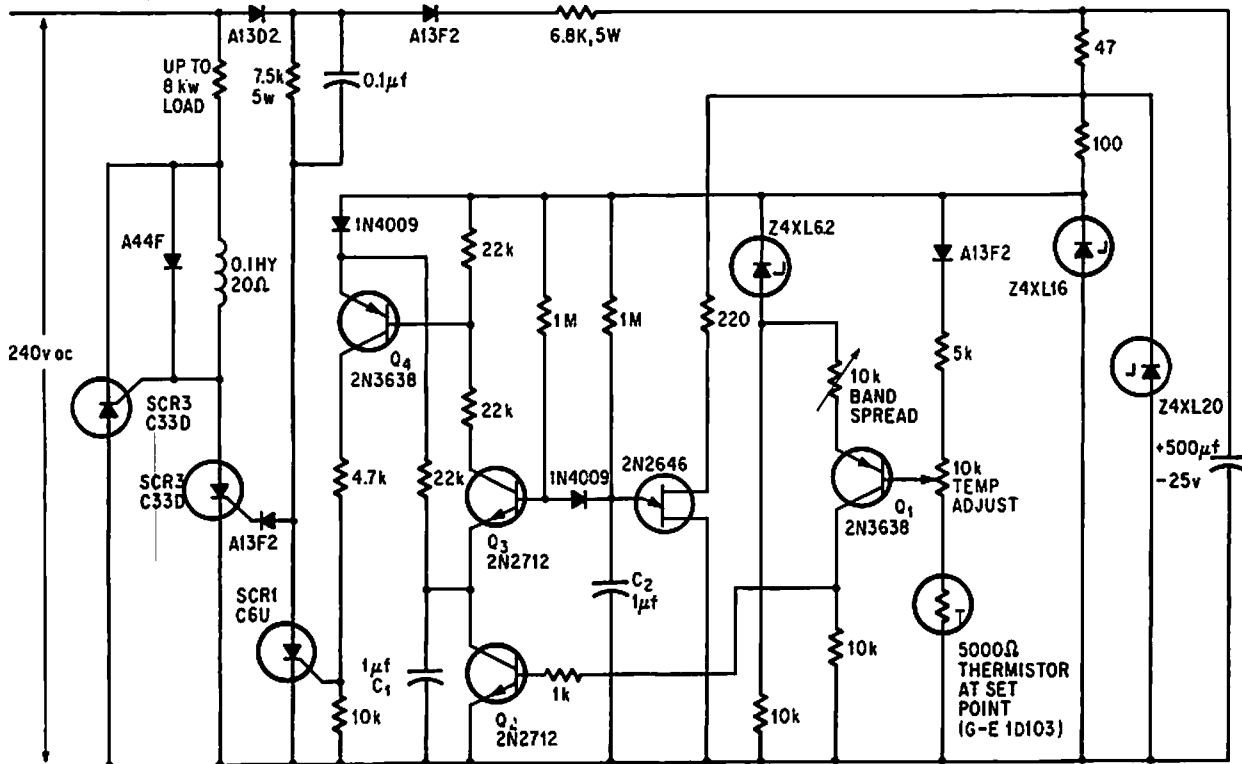 A13D2
A13F2
6.8K, 5W
47
UP TO
8 kw
LOAD
7.5k
5w
0.1µf
100
1N4009
A44F
0.1HY
20Ω
22k
Z4XL62
A13F2
Z4XL16
1M
1M
220
5k
240v oc
Q4
2N3638
10k
BAND
SPREAD
Z4XL20
SCR3
C33D
22k
+500µf
-25v
SCR3
C33D
4.7k
22k
1N4009
2N2646
10k
TEMP
ADJUST
Q1
2N3638
A13F2
Q3
2N2712
SCR1
C6U
C2
1µf
T
1µf
C1
10k
5000Ω
THERMISTOR
AT SET
POINT
(G-E 1D103)
1k
10k
10k
Q2
2N2712